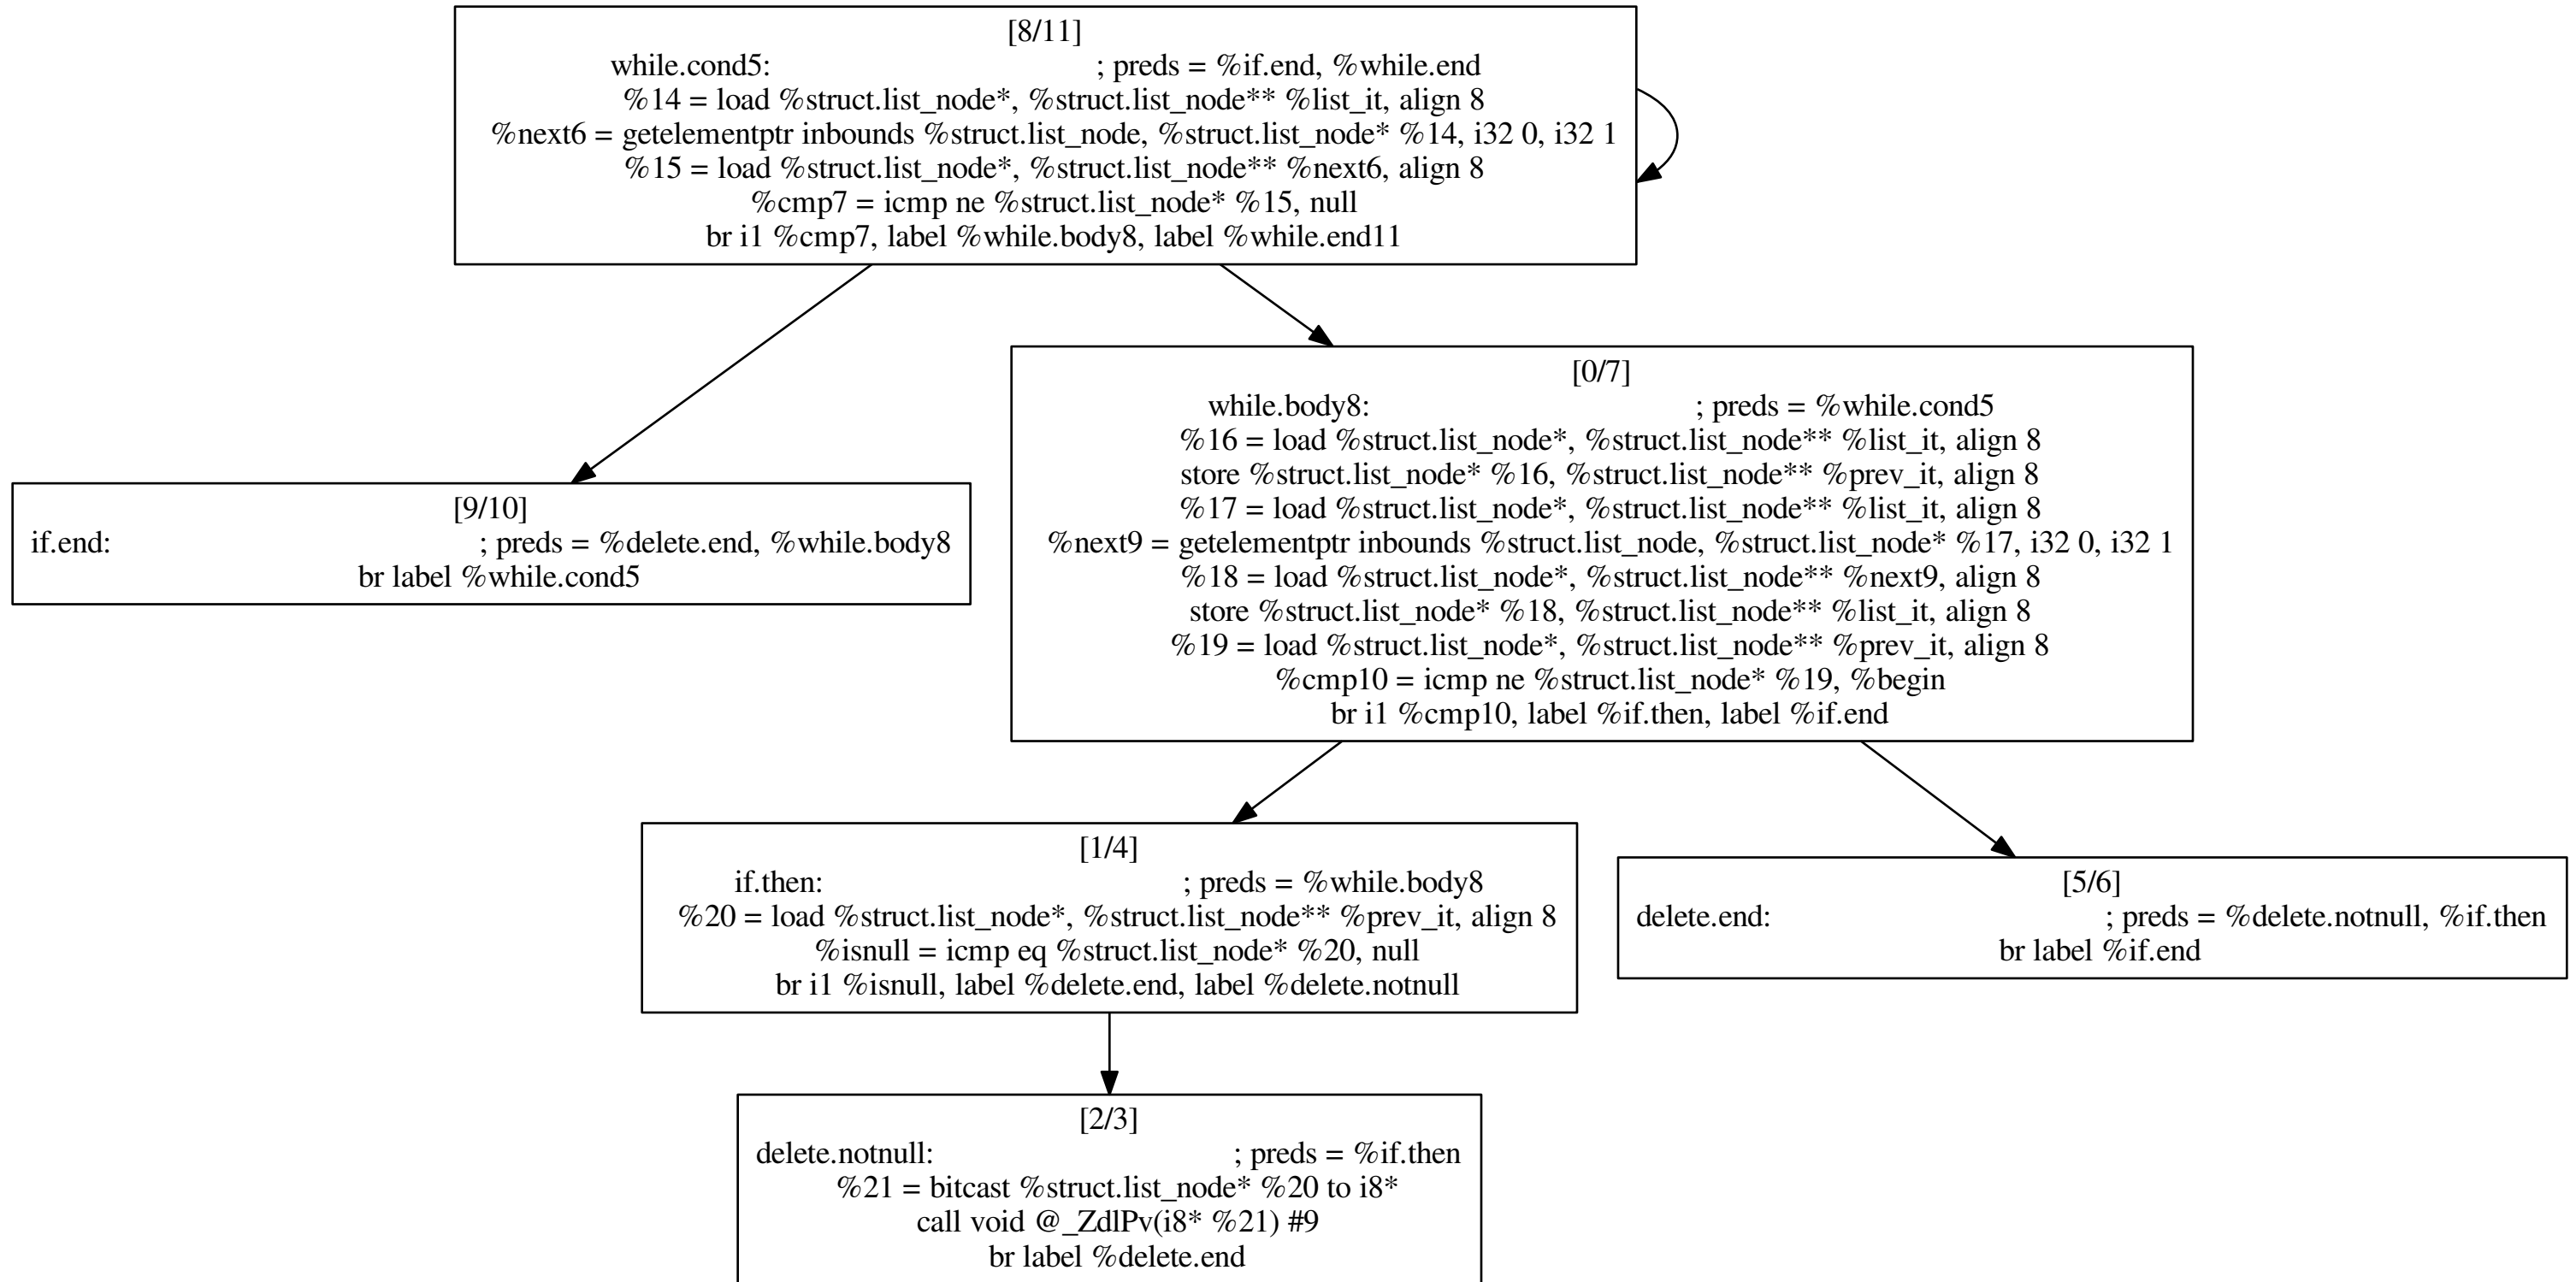 [8/11]
while.cond5:                                          ; preds = %if.end, %while.end
%14 = load %struct.list_node*, %struct.list_node** %list_it, align 8
%next6 = getelementptr inbounds %struct.list_node, %struct.list_node* %14, i32 0, i32 1
%15 = load %struct.list_node*, %struct.list_node** %next6, align 8
%cmp7 = icmp ne %struct.list_node* %15, null
br i1 %cmp7, label %while.body8, label %while.end11
[9/10]
if.end:                                               ; preds = %delete.end, %while.body8
br label %while.cond5
[0/7]
while.body8:                                          ; preds = %while.cond5
%16 = load %struct.list_node*, %struct.list_node** %list_it, align 8
store %struct.list_node* %16, %struct.list_node** %prev_it, align 8
%17 = load %struct.list_node*, %struct.list_node** %list_it, align 8
%next9 = getelementptr inbounds %struct.list_node, %struct.list_node* %17, i32 0, i32 1
%18 = load %struct.list_node*, %struct.list_node** %next9, align 8
store %struct.list_node* %18, %struct.list_node** %list_it, align 8
%19 = load %struct.list_node*, %struct.list_node** %prev_it, align 8
%cmp10 = icmp ne %struct.list_node* %19, %begin
br i1 %cmp10, label %if.then, label %if.end
[1/4]
if.then:                                              ; preds = %while.body8
%20 = load %struct.list_node*, %struct.list_node** %prev_it, align 8
%isnull = icmp eq %struct.list_node* %20, null
br i1 %isnull, label %delete.end, label %delete.notnull
[5/6]
delete.end:                                           ; preds = %delete.notnull, %if.then
br label %if.end
[2/3]
delete.notnull:                                       ; preds = %if.then
%21 = bitcast %struct.list_node* %20 to i8*
call void @_ZdlPv(i8* %21) #9
br label %delete.end